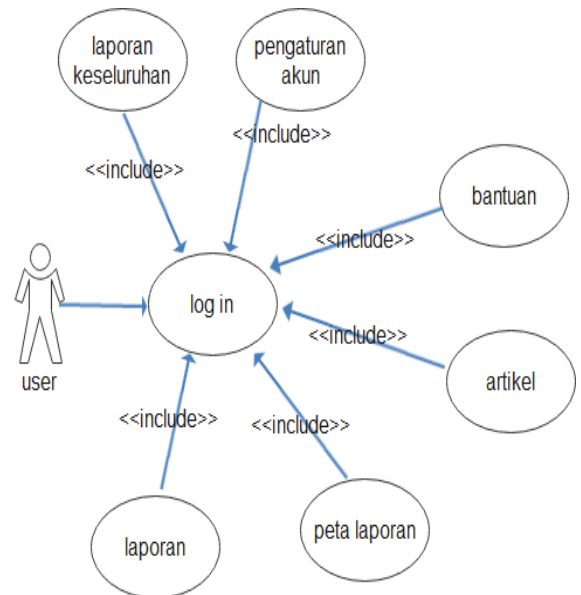 laporan
keseluruhan
pengaturan
akun
<<include>>
<<include>>
bantuan
<<include>>
log in
<<include>>
artikel
user
<<include>>
<<include>>
laporan
peta laporan